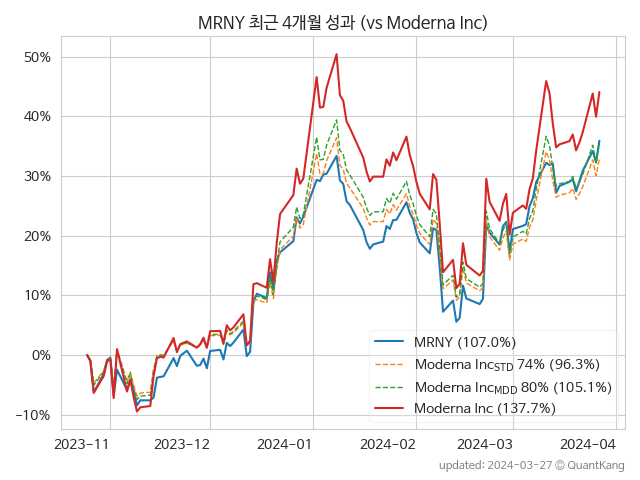 MRNY 최근 4개월 성과 (vs Moderna Inc)
50%
40%
30%
20%
10%
0%
−10%
MRNY (107.0%)
Moderna Inc_STD 74% (96.3%)
Moderna Inc_MDD 80% (105.1%)
Moderna Inc (137.7%)
2023−11 2023−12 2024−01 2024−02 2024−03 2024−04
updated: 2024-03-27 © QuantKang